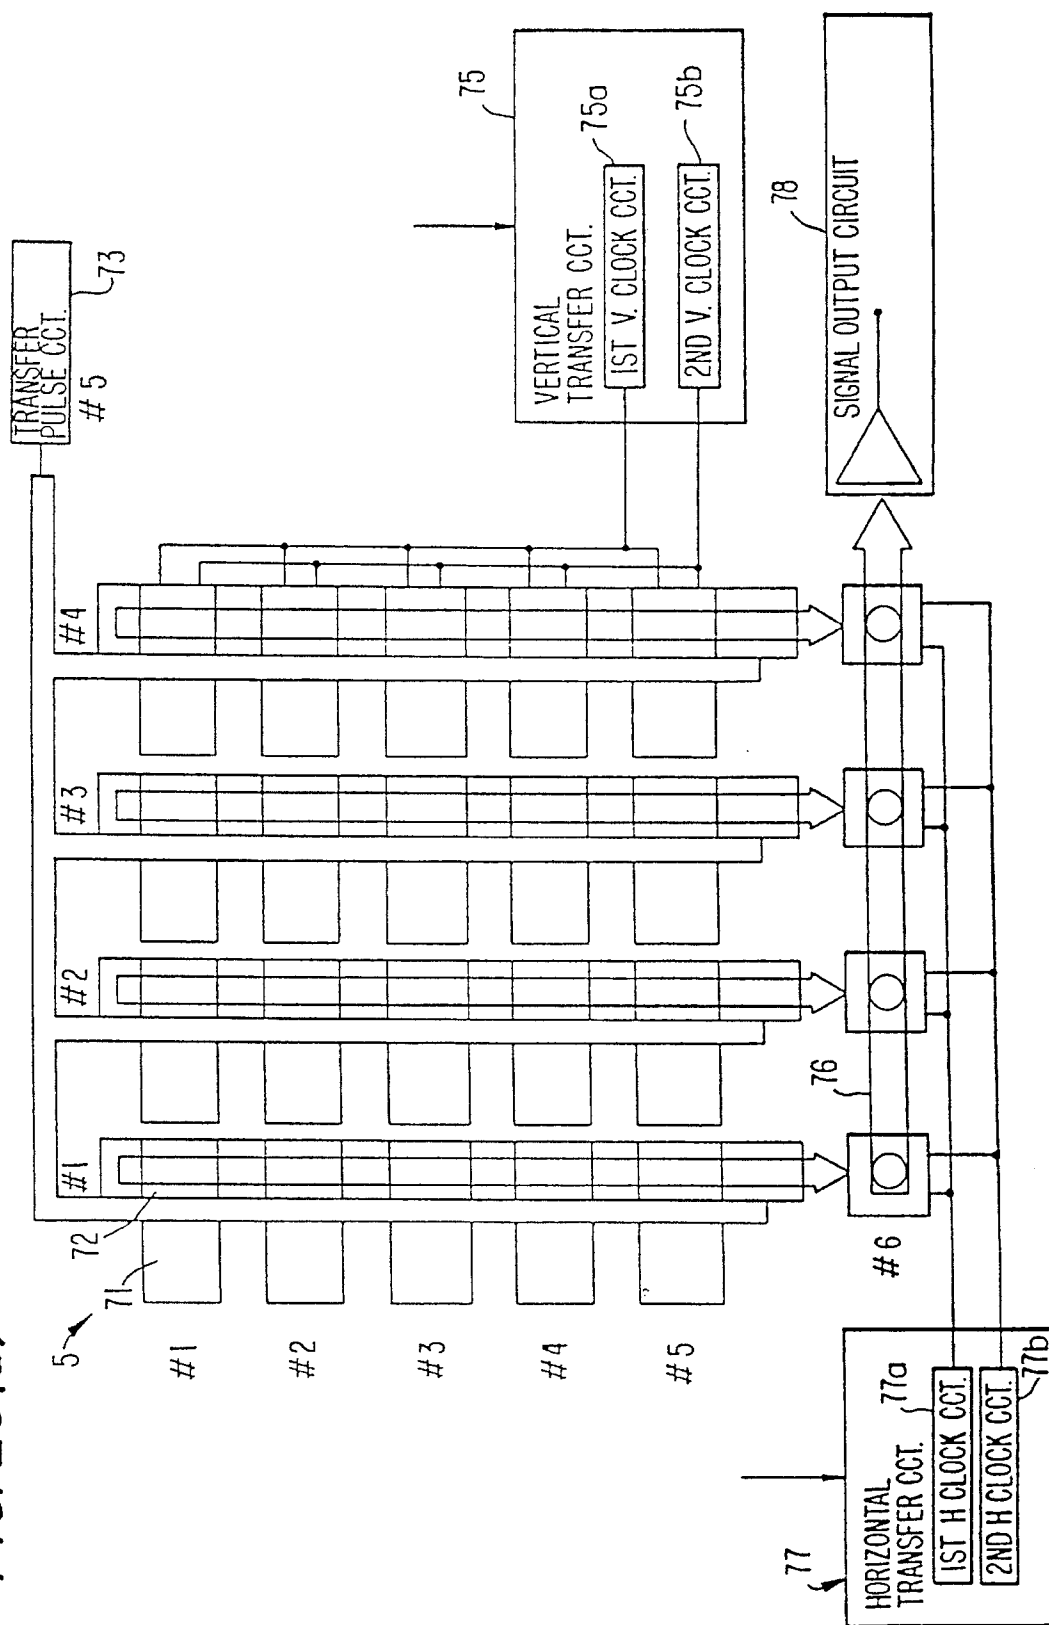 TRANSFER
PULSE CCT.
73
#5
75
VERTICAL
TRANSFER CCT.
1ST V. CLOCK CCT.
75a
2ND V. CLOCK CCT.
75b
SIGNAL OUTPUT CIRCUIT
78
#1
#2
#3
#4
5
71
72
#1
#2
#3
#4
#5
#6
76
77
HORIZONTAL
TRANSFER CCT.
1ST H CLOCK CCT.
77a
2ND H CLOCK CCT.
77b